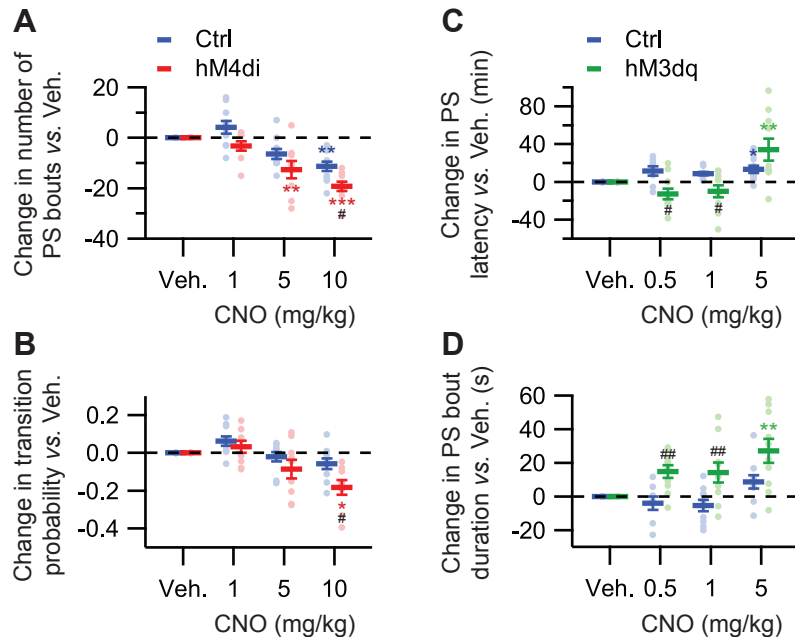 A
Ctrl
hM4di
Change in number of
PS bouts vs. Veh.
20
0
-20
-40
**
**
***
#
Veh. 1 5 10
CNO (mg/kg)
B
Change in transition
probability vs. Veh.
0.2
0.0
-0.2
-0.4
*
#
Veh. 1 5 10
CNO (mg/kg)
C
Ctrl
hM3dq
Change in PS
latency vs. Veh. (min)
80
40
0
-40
*
**
#
#
Veh. 0.5 1 5
CNO (mg/kg)
D
Change in PS bout
duration vs. Veh. (s)
60
40
20
0
-20
##
##
**
Veh. 0.5 1 5
CNO (mg/kg)